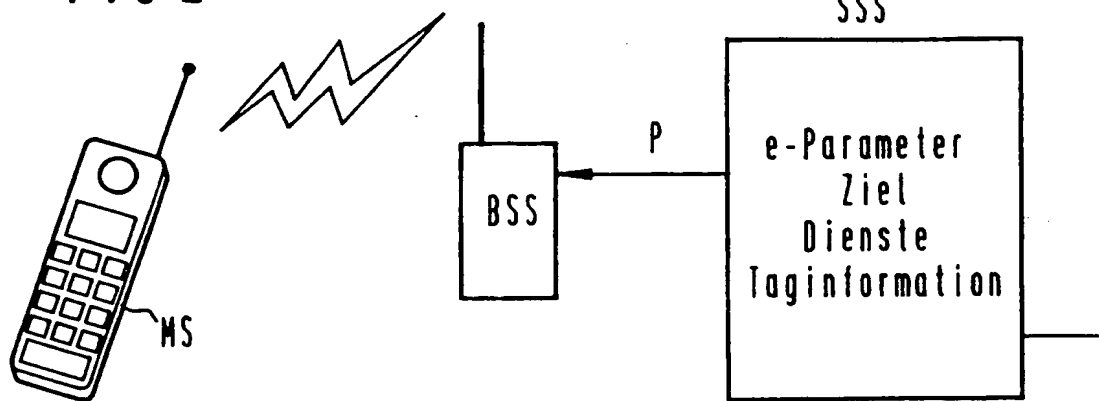 SSS
P
e-Parameter
Ziel
Dienste
Taginformation
BSS
MS